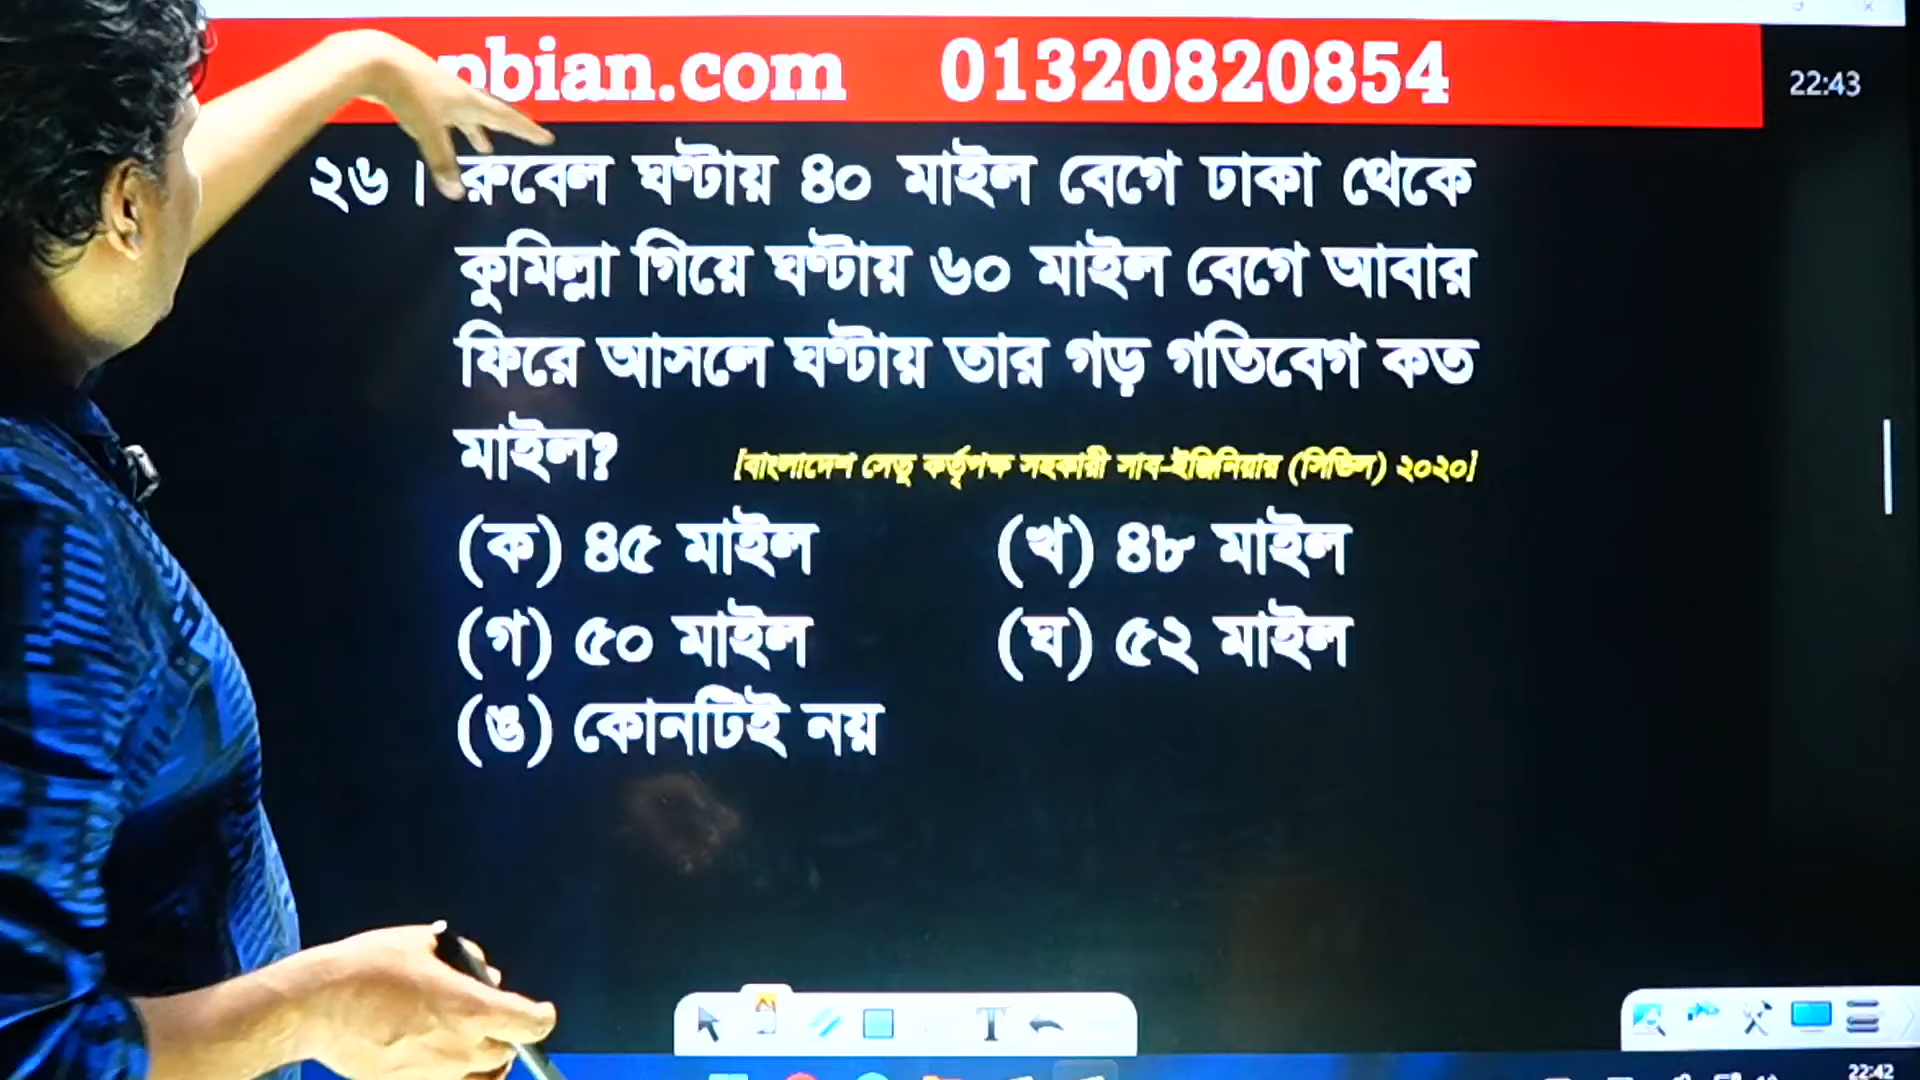 pbian.com 01320820854
22:43
২৬। রুবেল ঘণ্টায় ৪০ মাইল বেগে ঢাকা থেকে
কুমিল্লা গিয়ে ঘণ্টায় ৬০ মাইল বেগে আবার
ফিরে আসলে ঘণ্টায় তার গড় গতিবেগ কত
মাইল? [বাংলাদেশ সেতু কর্তৃপক্ষ সহকারী সাব-ইঞ্জিনিয়ার (সিভিল) ২০২০]
(ক) ৪৫ মাইল (খ) ৪৮ মাইল
(গ) ৫০ মাইল (ঘ) ৫২ মাইল
(ঙ) কোনটিই নয়
T
22:42